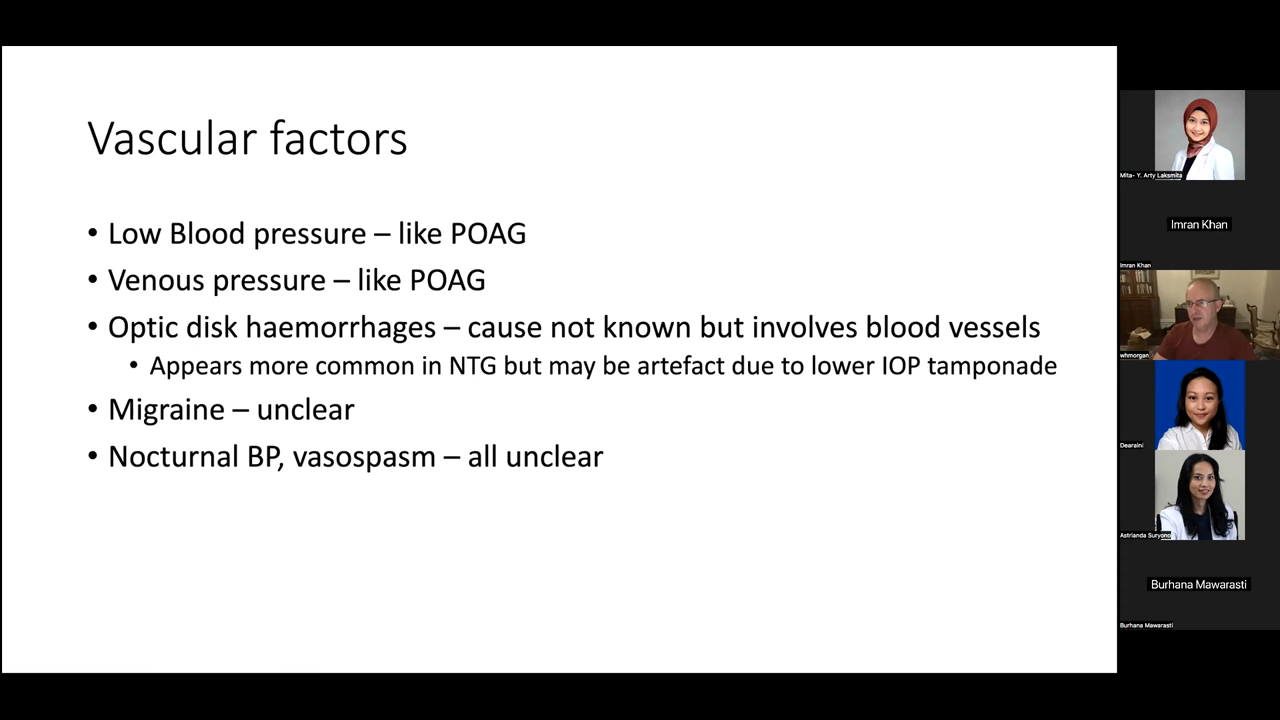 Vascular factors
• Low Blood pressure – like POAG
• Venous pressure – like POAG
• Optic disk haemorrhages – cause not known but involves blood vessels
• Appears more common in NTG but may be artefact due to lower IOP tamponade
• Migraine – unclear
• Nocturnal BP, vasospasm – all unclear
Mita- Y. Arty Laksmita
Imran Khan
Imran Khan
whmorgan
Dearaini
Astrianda Suryono
Burhana Mawarasti
Burhana Mawarasti